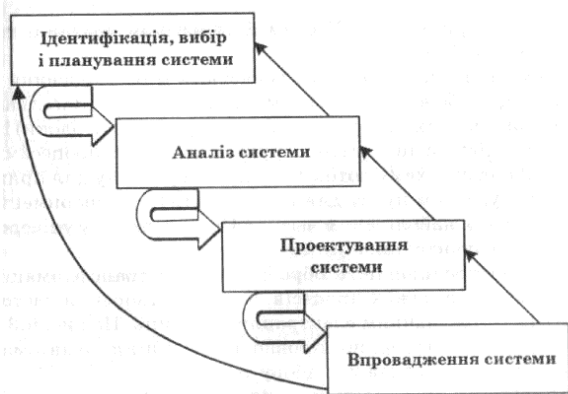 Ідентифікація, вибір
і планування системи
Аналіз системи
Проектування
системи
Впровадження системи